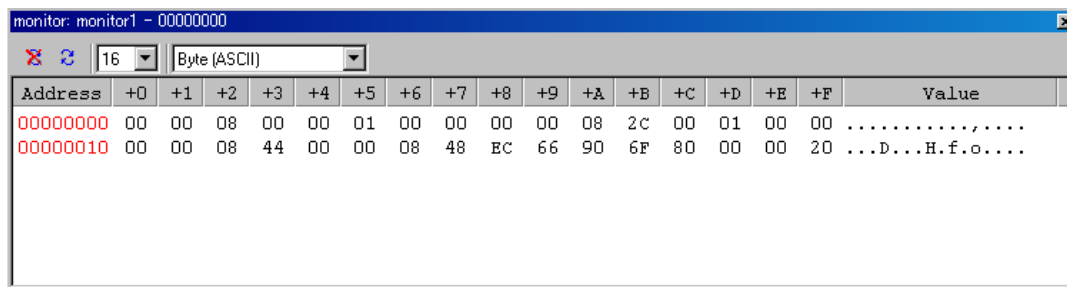 monitor: monitor1 - 00000000
16 Byte (ASCII)
Address +0 +1 +2 +3 +4 +5 +6 +7 +8 +9 +A +B +C +D +E +F Value
00000000 00 00 08 00 00 01 00 00 00 00 08 2C 00 01 00 00 ...........,....
00000010 00 00 08 44 00 00 08 48 EC 66 90 6F 80 00 00 20 ...D...H.f.o....